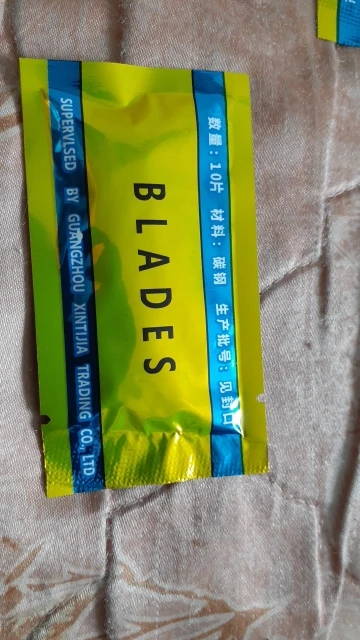 数量：10片 材料：碳钢 生产批号：见封口
BLADES
SUPERVLSED BY GUANGZHOU XINTIJIA TRADING CO., LTD